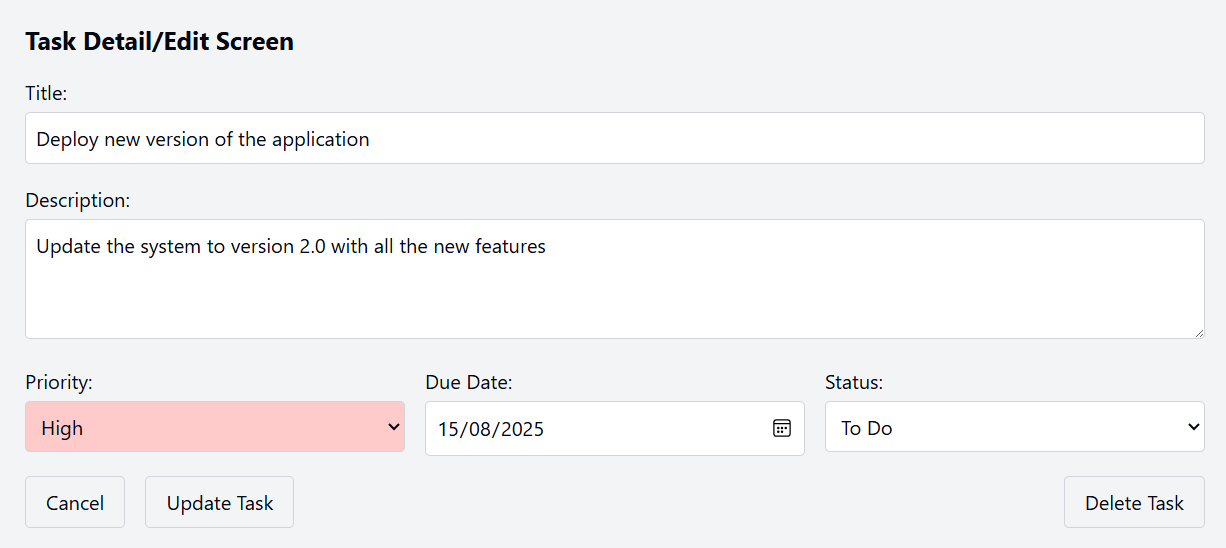 Task Detail/Edit Screen
Title:
Deploy new version of the application
Description:
Update the system to version 2.0 with all the new features
Priority:
Due Date:
Status:
High
15/08/2025
To Do
Cancel
Update Task
Delete Task